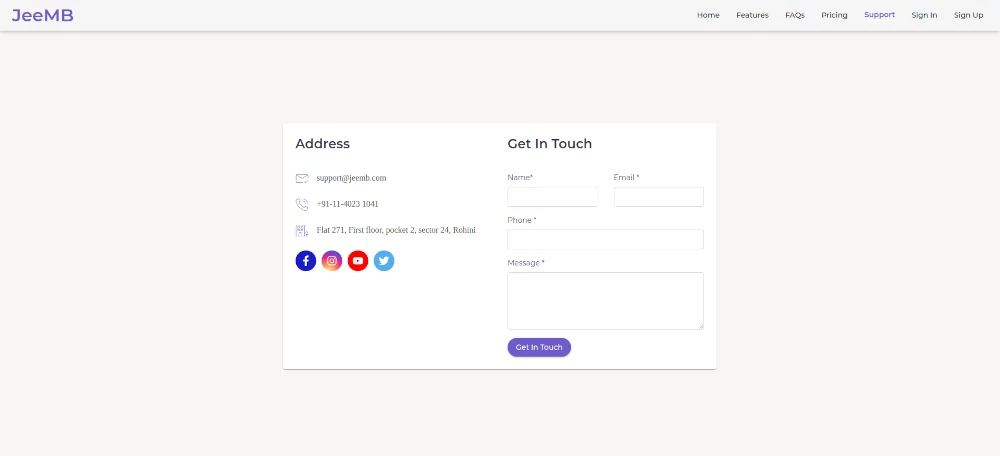 JeeMB
Home Features FAQs Pricing Support Sign In Sign Up
Address
support@jeemb.com
+91-11-4023 1041
Flat 271, First floor, pocket 2, sector 24, Rohini
Get In Touch
Name* Email *
Phone *
Message *
Get In Touch